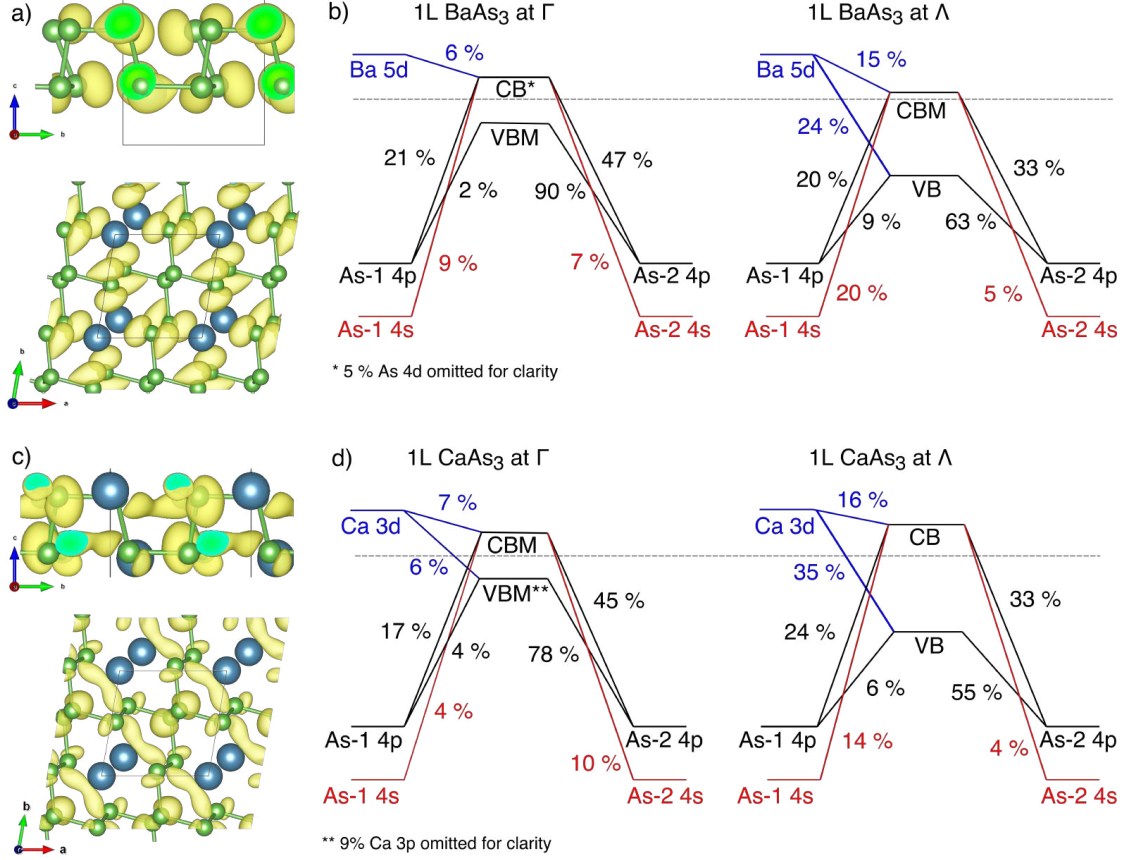 a)
c
b
b
a
b)
1L BaAs₃ at Γ
6 %
Ba 5d
CB*
VBM
21 %
47 %
2 %
90 %
As-1 4p
9 %
7 %
As-2 4p
As-1 4s
As-2 4s
* 5 % As 4d omitted for clarity
1L BaAs₃ at Λ
15 %
Ba 5d
CBM
24 %
33 %
20 %
VB
9 %
63 %
As-1 4p
As-2 4p
20 %
5 %
As-1 4s
As-2 4s
c)
c
b
b
a
d)
1L CaAs₃ at Γ
7 %
Ca 3d
CBM
6 %
VBM**
45 %
17 %
4 %
78 %
4 %
As-1 4p
As-2 4p
10 %
As-1 4s
As-2 4s
** 9% Ca 3p omitted for clarity
1L CaAs₃ at Λ
16 %
Ca 3d
CB
35 %
33 %
24 %
VB
6 %
55 %
As-1 4p
14 %
4 %
As-2 4p
As-1 4s
As-2 4s